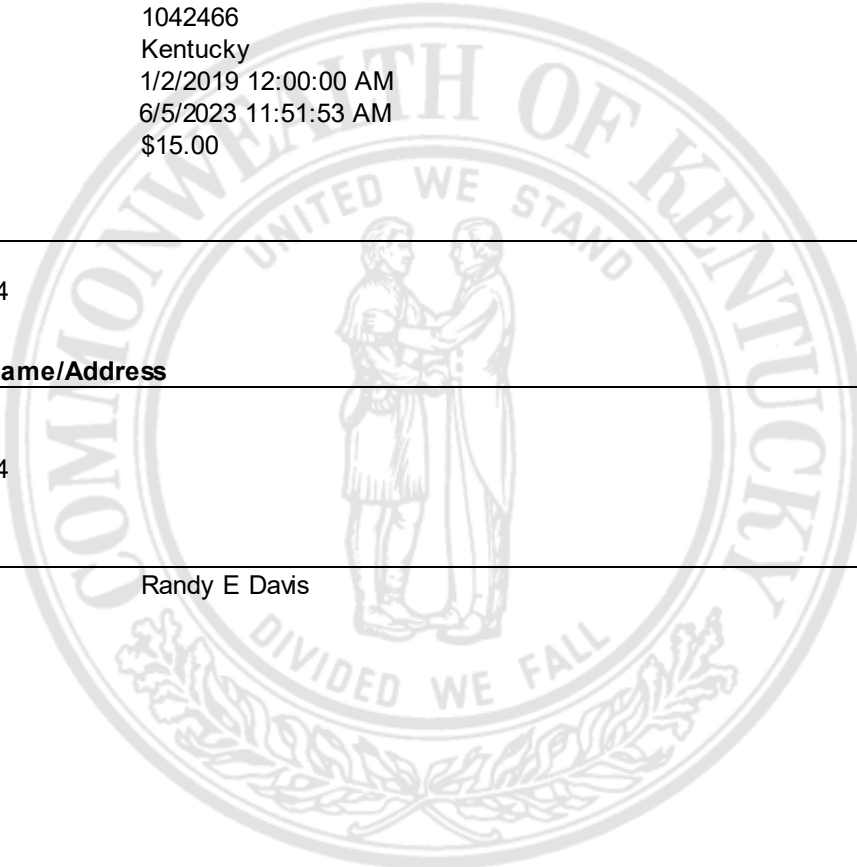 1042466
Kentucky
1/2/2019 12:00:00 AM
6/5/2023 11:51:53 AM
$15.00
COMMONWEALTH OF KENTUCKY
UNITED WE STAND
4
ame/Address
4
Randy E Davis
DIVIDED WE FALL